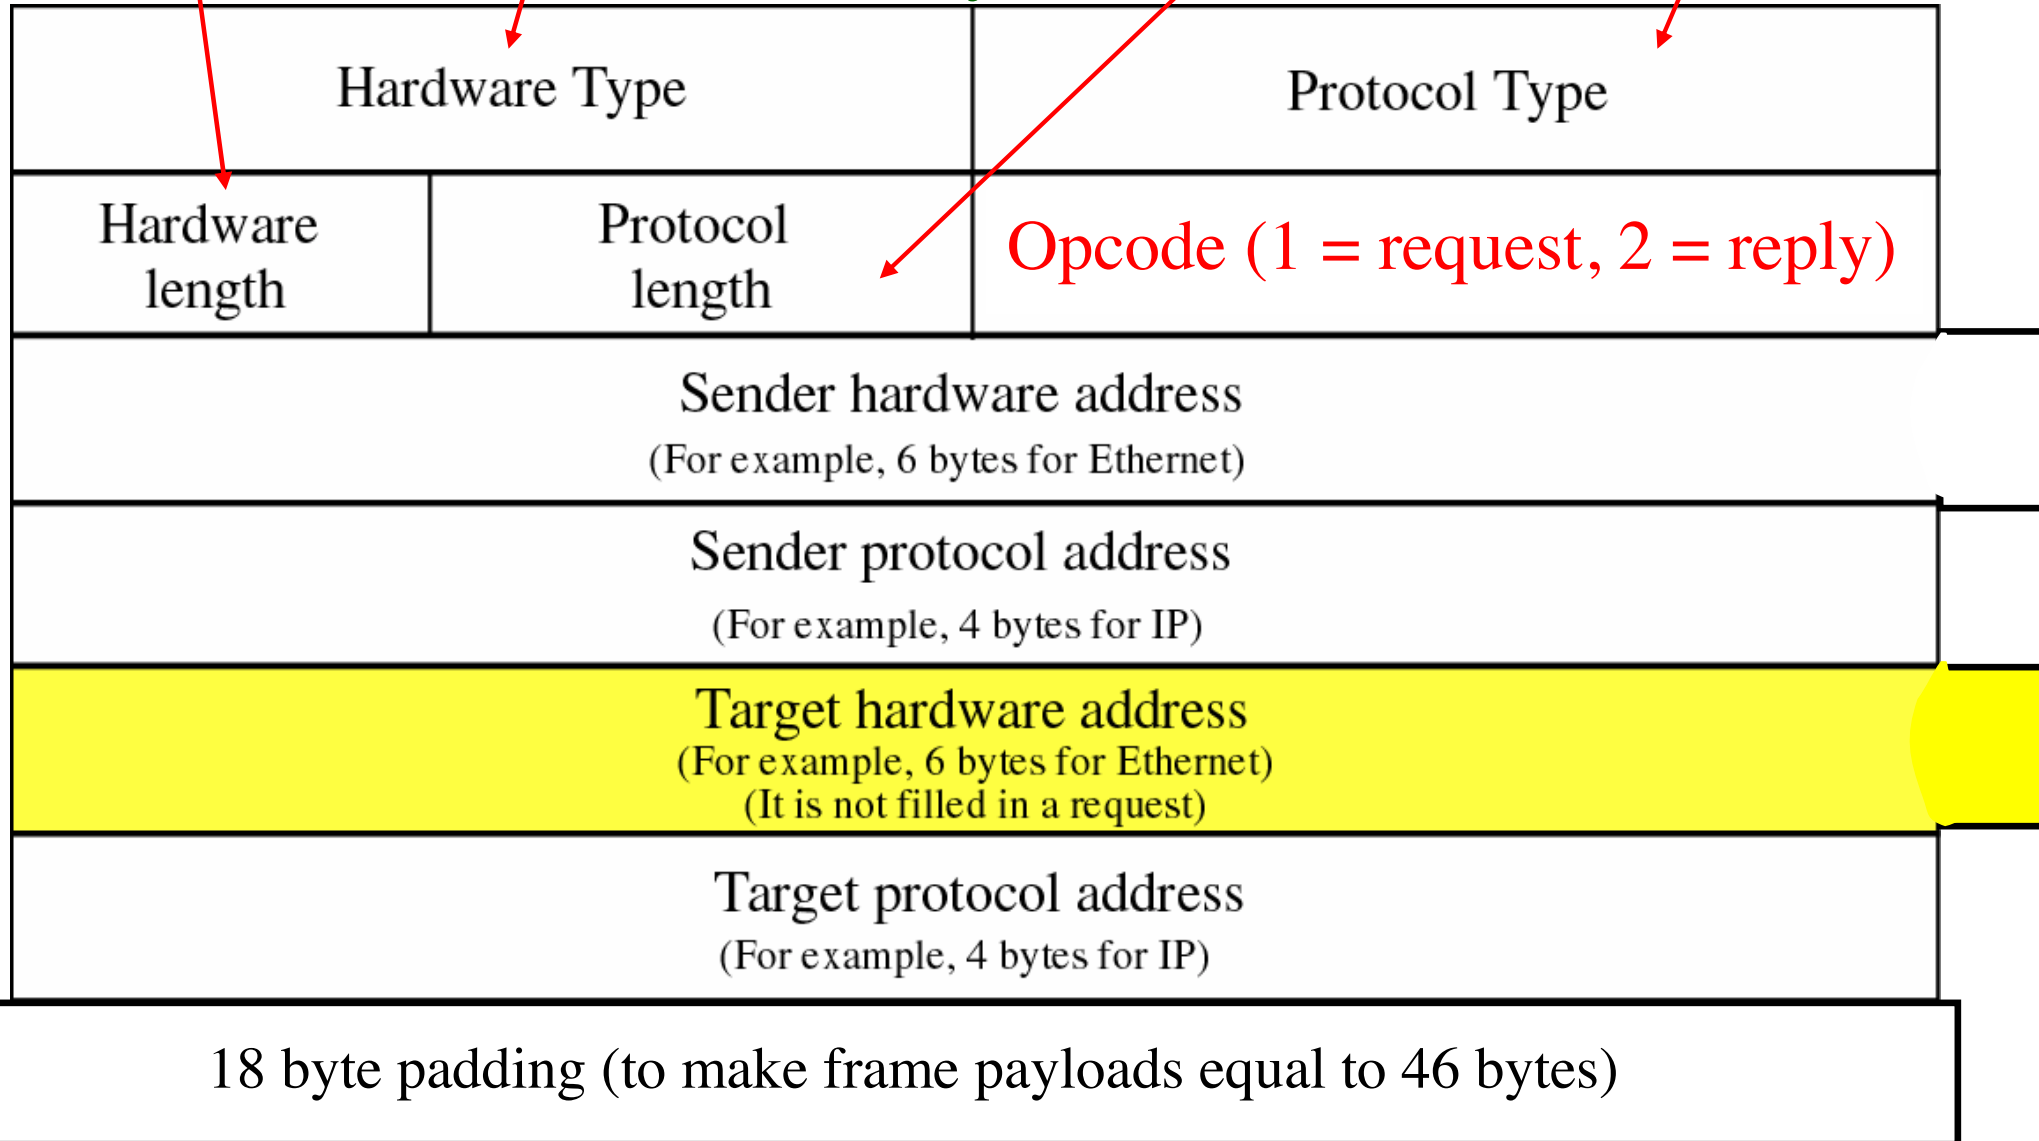 Hardware Type
Protocol Type
Hardware
length
Protocol
length
Opcode (1 = request, 2 = reply)
Sender hardware address
(For example, 6 bytes for Ethernet)
Sender protocol address
(For example, 4 bytes for IP)
Target hardware address
(For example, 6 bytes for Ethernet)
(It is not filled in a request)
Target protocol address
(For example, 4 bytes for IP)
18 byte padding (to make frame payloads equal to 46 bytes)